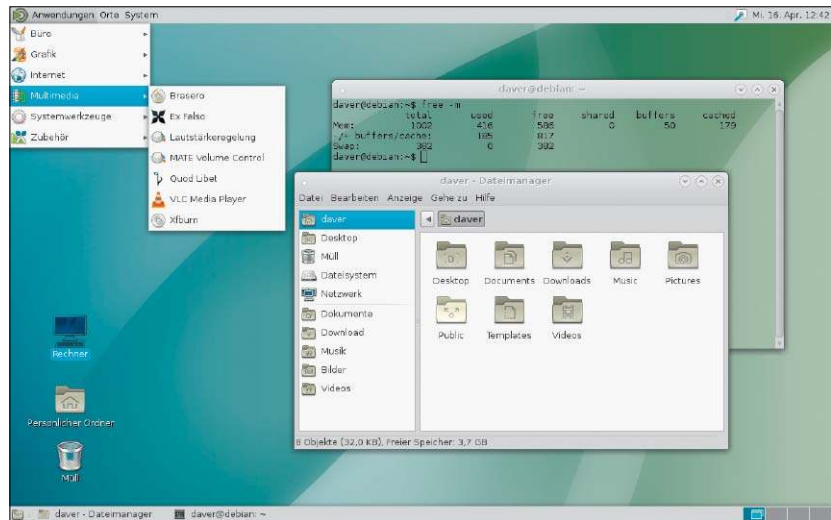 Anwendungen Orte System
Mi. 16. Apr, 12:42
Büro
Grafik
Internet
Multimedia
Systemwerkzeuge
Zubehör
Brasero
Ex Falso
Lautstärkeregelung
MATE Volume Control
Quod Libet
VLC Media Player
Xfburn
daver@debian: ~
daver@debian:~$ free -m
total used free shared buffers cached
Mem: 1002 416 586 0 50 179
-/+ buffers/cache: 185 817
Swap: 382 0 382
daver@debian:~$
daver - Dateimanager
Datei Bearbeiten Anzeige Gehe zu Hilfe
daver
Desktop
Müll
Dateisystem
Netzwerk
Dokumente
Download
Musik
Bilder
Videos
daver
Desktop Documents Downloads Music Pictures
Public Templates Videos
8 Objekte (32,0 KB), Freier Speicher: 3,7 GB
Rechner
Persönlicher Ordner
Müll
daver - Dateimanager
daver@debian: ~